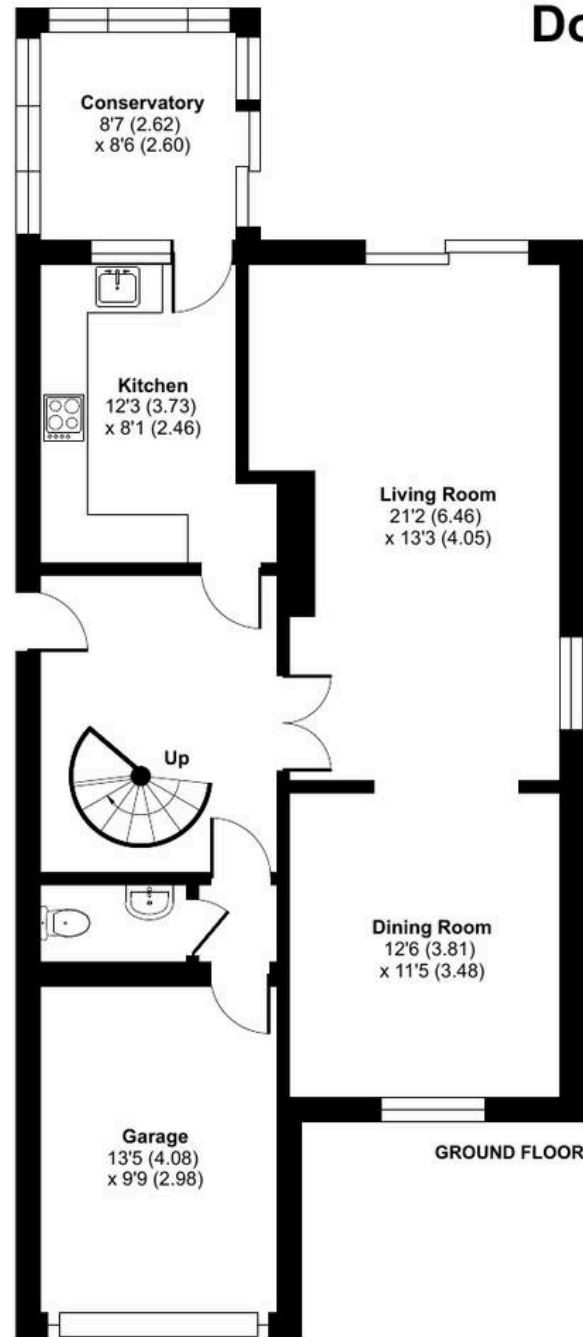 Do
Conservatory
8'7 (2.62)
x 8'6 (2.60)
Kitchen
12'3 (3.73)
x 8'1 (2.46)
Living Room
21'2 (6.46)
x 13'3 (4.05)
Up
Dining Room
12'6 (3.81)
x 11'5 (3.48)
Garage
13'5 (4.08)
x 9'9 (2.98)
GROUND FLOOR